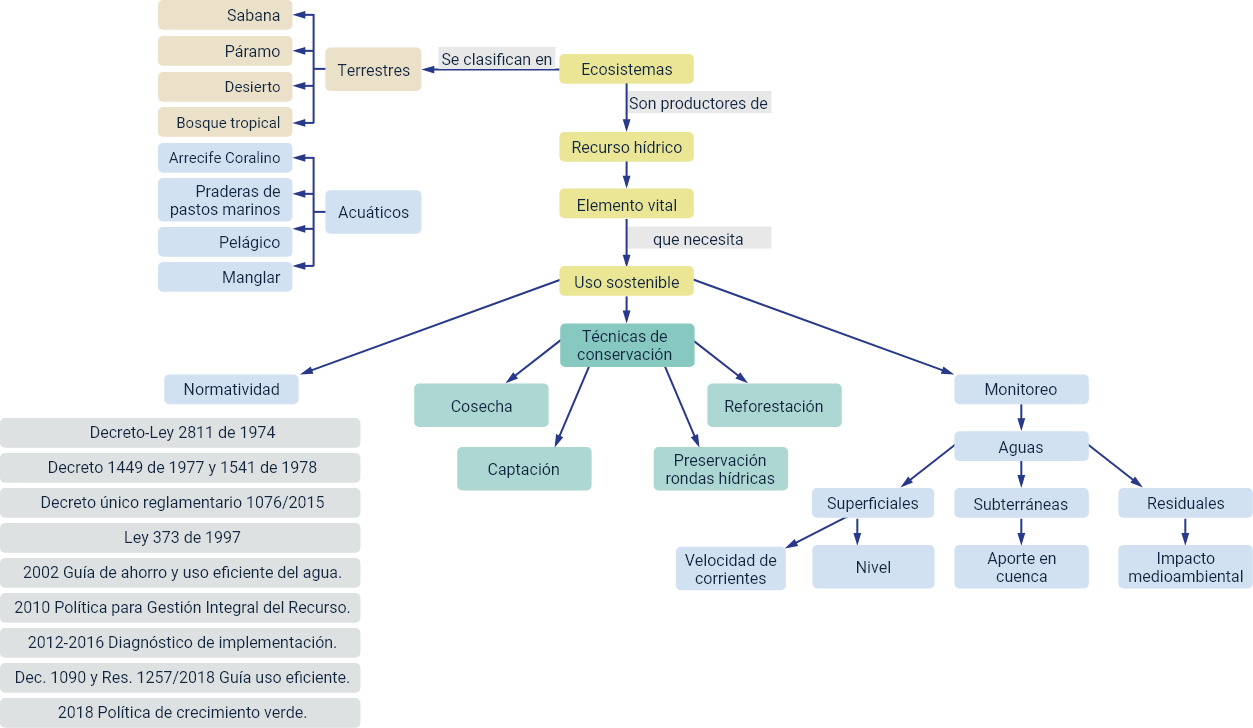 Sabana
Páramo
Desierto
Bosque tropical
Terrestres
Se clasifican en
Ecosistemas
Son productores de
Recurso hídrico
Elemento vital
que necesita
Uso sostenible
Arrecife Coralino
Praderas de
pastos marinos
Pelágico
Manglar
Acuáticos
Normatividad
Decreto-Ley 2811 de 1974
Decreto 1449 de 1977 y 1541 de 1978
Decreto único reglamentario 1076/2015
Ley 373 de 1997
2002 Guía de ahorro y uso eficiente del agua.
2010 Política para Gestión Integral del Recurso.
2012-2016 Diagnóstico de implementación.
Dec. 1090 y Res. 1257/2018 Guía uso eficiente.
2018 Política de crecimiento verde.
Técnicas de
conservación
Cosecha
Captación
Preservación
rondas hídricas
Reforestación
Monitoreo
Aguas
Superficiales
Subterráneas
Residuales
Velocidad de
corrientes
Nivel
Aporte en
cuenca
Impacto
medioambiental